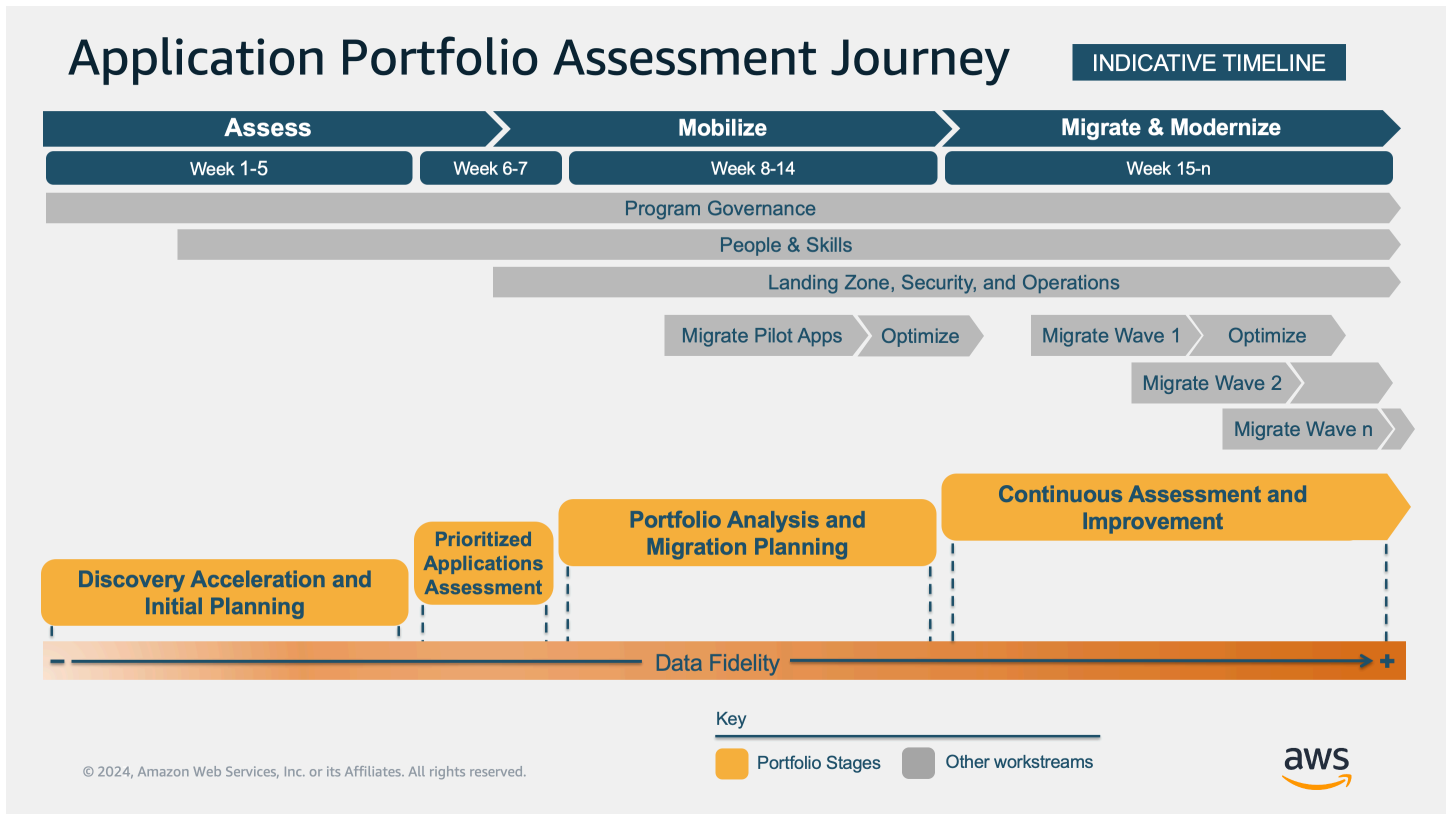 Application Portfolio Assessment Journey
INDICATIVE TIMELINE
Assess
Mobilize
Migrate & Modernize
Week 1-5
Week 6-7
Week 8-14
Week 15-n
Program Governance
People & Skills
Landing Zone, Security, and Operations
Migrate Pilot Apps
Optimize
Migrate Wave 1
Optimize
Migrate Wave 2
Migrate Wave n
Discovery Acceleration and
Initial Planning
Prioritized
Applications
Assessment
Portfolio Analysis and
Migration Planning
Continuous Assessment and
Improvement
Data Fidelity
Key
Portfolio Stages
Other workstreams
© 2024, Amazon Web Services, Inc. or its Affiliates. All rights reserved.
aws